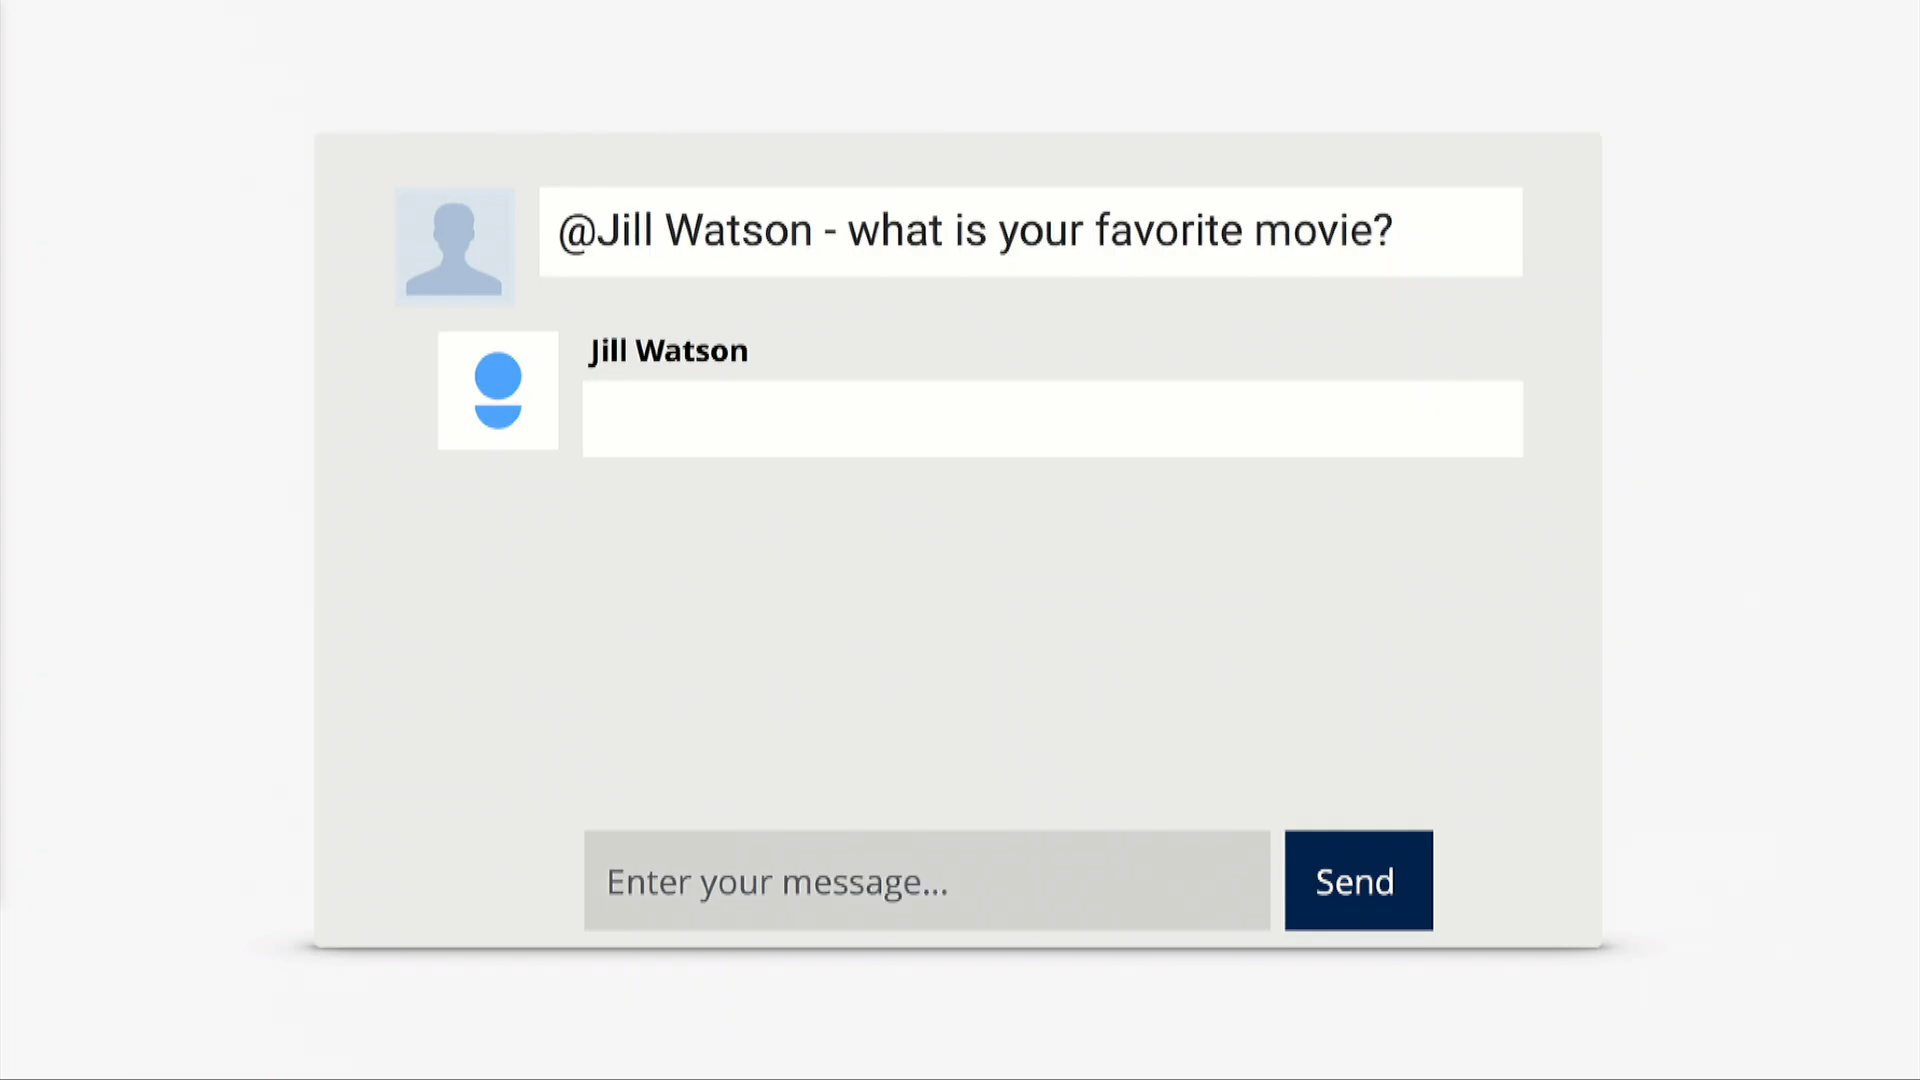 @Jill Watson - what is your favorite movie?
Jill Watson
Enter your message...
Send